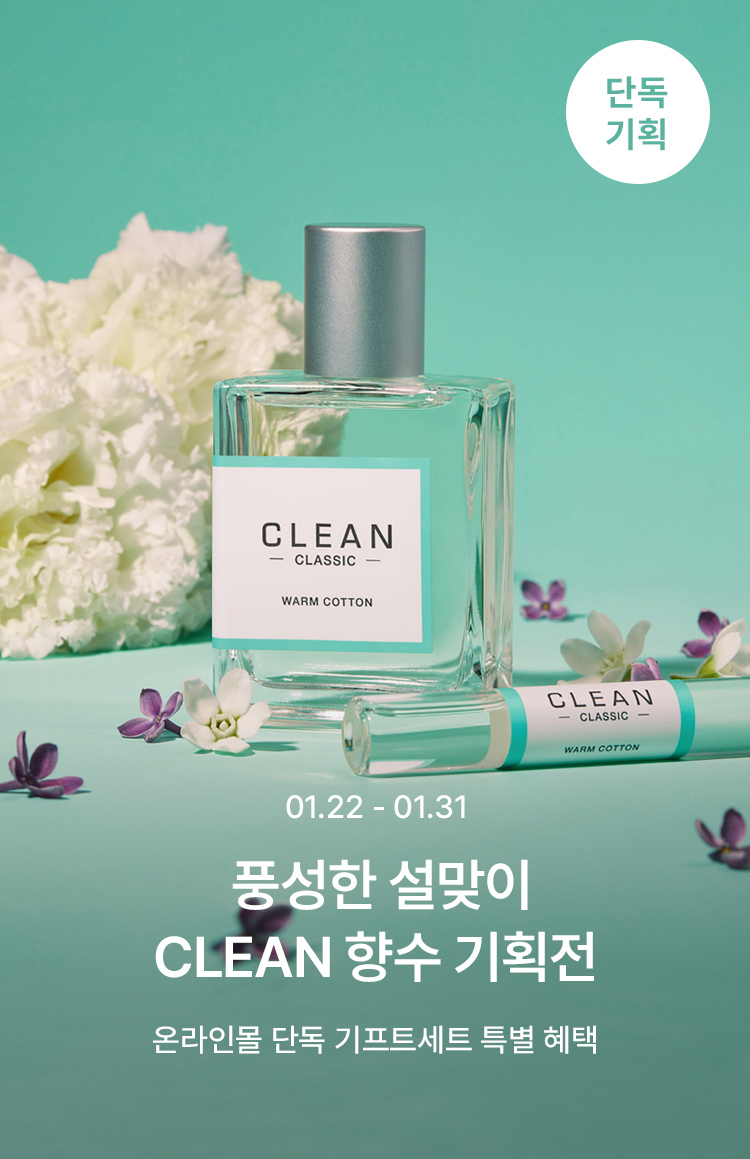 단독
기획
CLEAN
— CLASSIC —
WARM COTTON
CLEAN
— CLASSIC —
WARM COTTON
01.22 - 01.31
풍성한 설맞이
CLEAN 향수 기획전
온라인몰 단독 기프트세트 특별 혜택